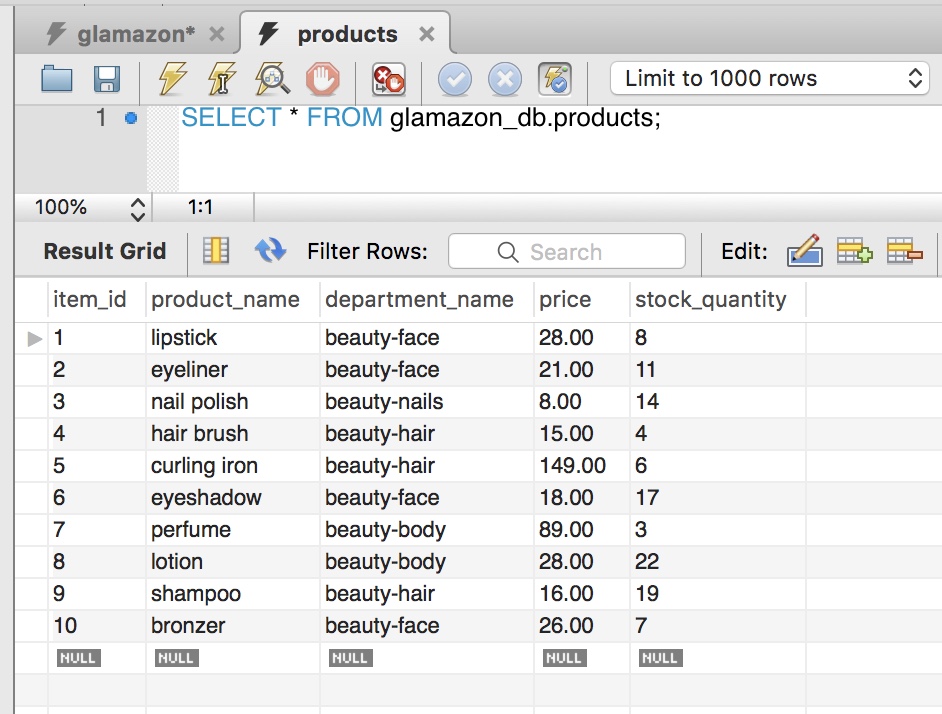 glamazon* products
Limit to 1000 rows
1 SELECT * FROM glamazon_db.products;
100% 1:1
Result Grid Filter Rows: Search Edit:
item_id product_name department_name price stock_quantity
1 lipstick beauty-face 28.00 8
2 eyeliner beauty-face 21.00 11
3 nail polish beauty-nails 8.00 14
4 hair brush beauty-hair 15.00 4
5 curling iron beauty-hair 149.00 6
6 eyeshadow beauty-face 18.00 17
7 perfume beauty-body 89.00 3
8 lotion beauty-body 28.00 22
9 shampoo beauty-hair 16.00 19
10 bronzer beauty-face 26.00 7
NULL NULL NULL NULL NULL